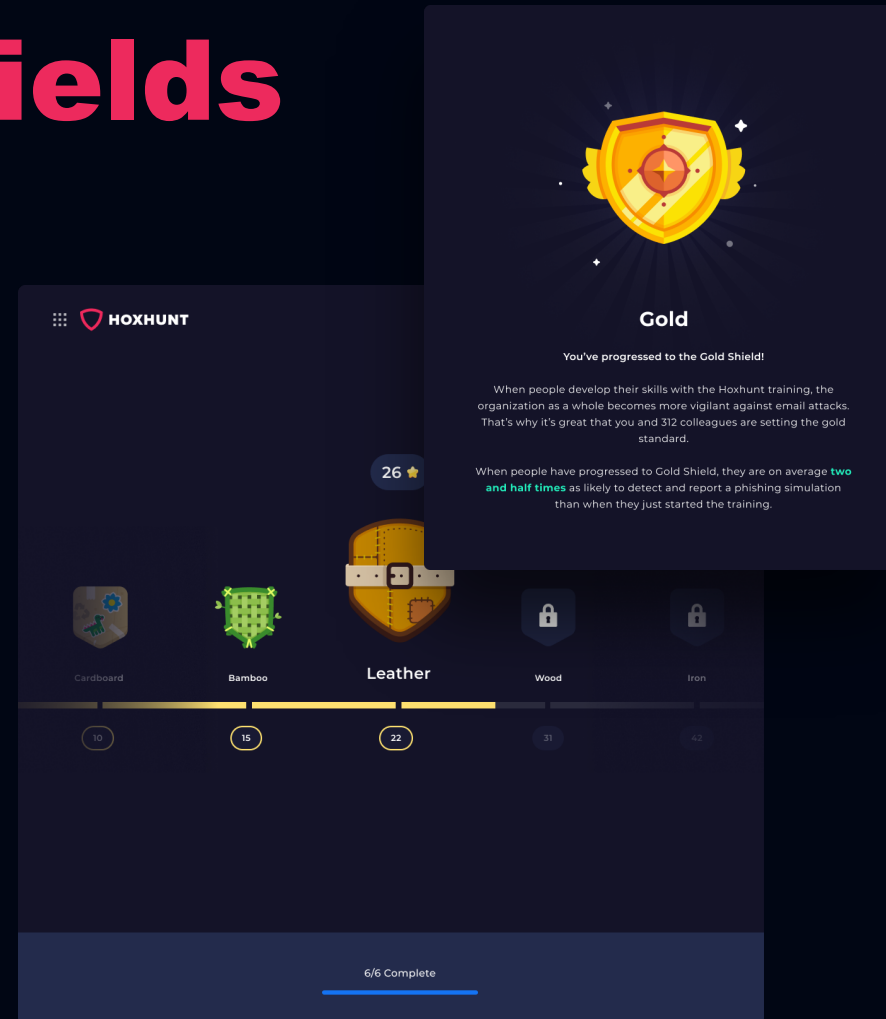 ields
HOXHUNT
26
Gold
You've progressed to the Gold Shield!
When people develop their skills with the Hoxhunt training, the
organization as a whole becomes more vigilant against email attacks.
That's why it's great that you and 312 colleagues are setting the gold
standard.
When people have progressed to Gold Shield, they are on average two
and half times as likely to detect and report a phishing simulation
than when they just started the training.
Cardboard
Bamboo
Leather
Wood
Iron
10
15
22
31
42
6/6 Complete